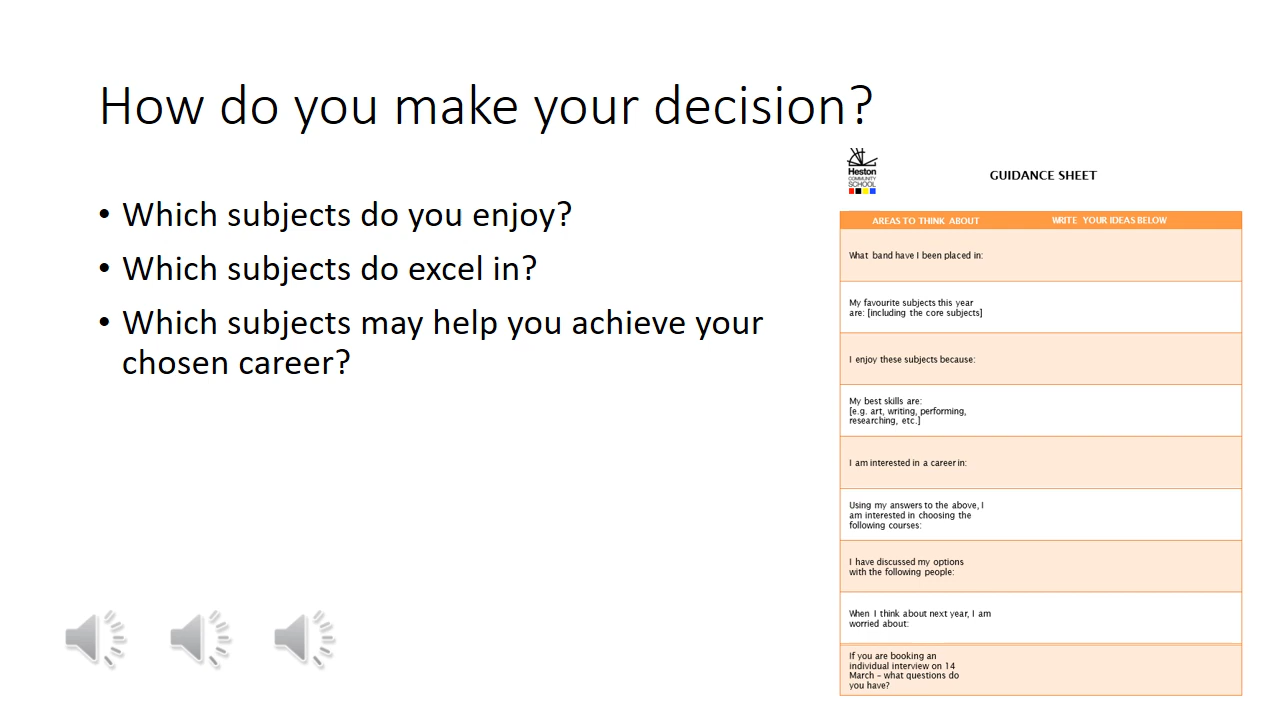 How do you make your decision?
• Which subjects do you enjoy?
• Which subjects do excel in?
• Which subjects may help you achieve your
chosen career?
Heston
COMMUNITY
SCHOOL
GUIDANCE SHEET
AREAS TO THINK ABOUT
WRITE YOUR IDEAS BELOW
What band have I been placed in:
My favourite subjects this year
are: [including the core subjects]
I enjoy these subjects because:
My best skills are:
[e.g. art, writing, performing,
researching, etc.]
I am interested in a career in:
Using my answers to the above, I
am interested in choosing the
following courses:
I have discussed my options
with the following people:
When I think about next year, I am
worried about:
If you are booking an
individual interview on 14
March – what questions do
you have?